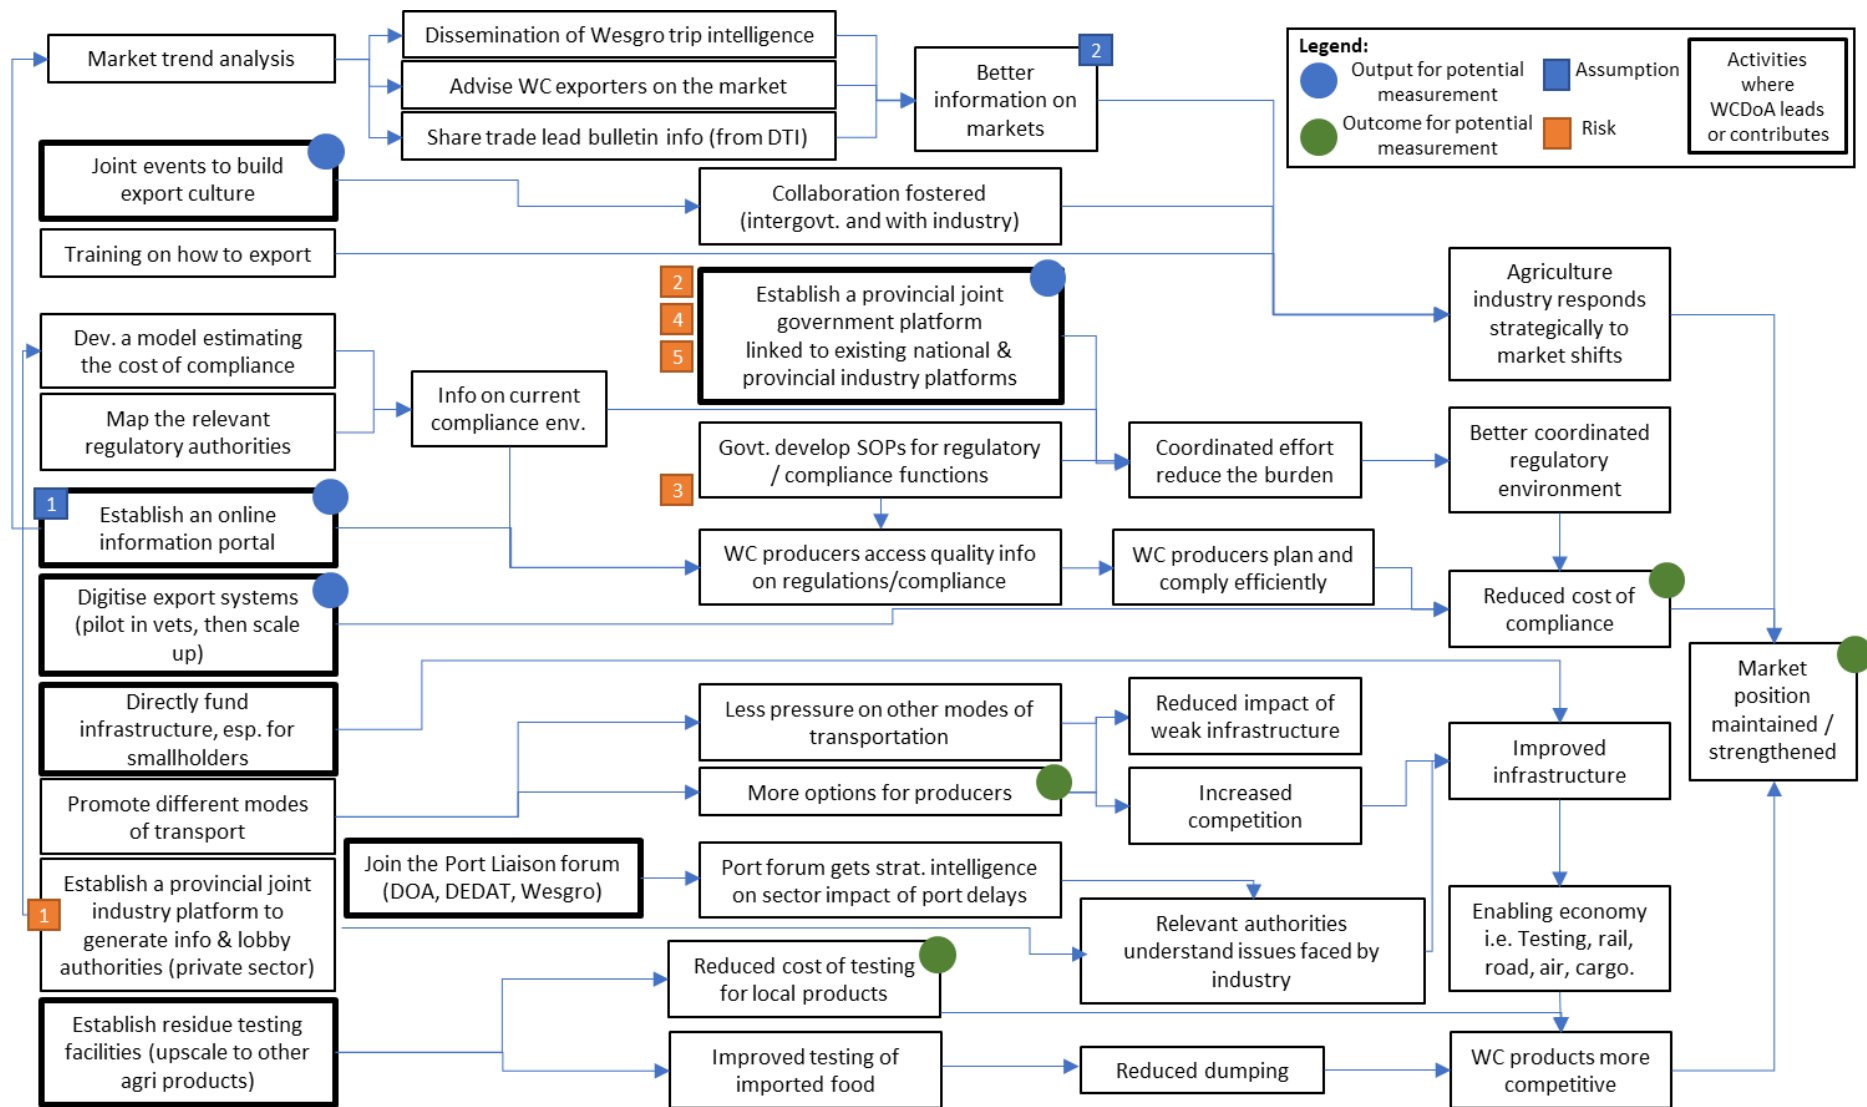 Market trend analysis
Dissemination of Wesgro trip intelligence
Advise WC exporters on the market
Share trade lead bulletin info (from DTI)
2
Better
information on
markets
Legend:
Output for potential
measurement
Assumption
Outcome for potential
measurement
Risk
Activities
where
WCDoA leads
or contributes
Joint events to build
export culture
Collaboration fostered
(intergovt. and with industry)
Training on how to export
2
4
5
Establish a provincial joint
government platform
linked to existing national &
provincial industry platforms
Agriculture
industry responds
strategically to
market shifts
Dev. a model estimating
the cost of compliance
Map the relevant
regulatory authorities
Info on current
compliance env.
3
Govt. develop SOPs for regulatory
/ compliance functions
Coordinated effort
reduce the burden
Better coordinated
regulatory
environment
1
Establish an online
information portal
WC producers access quality info
on regulations/compliance
WC producers plan and
comply efficiently
Reduced cost of
compliance
Digitise export systems
(pilot in vets, then scale
up)
Market
position
maintained /
strengthened
Directly fund
infrastructure, esp. for
smallholders
Less pressure on other modes of
transportation
Reduced impact of
weak infrastructure
Improved
infrastructure
Promote different modes
of transport
More options for producers
Increased
competition
Join the Port Liaison forum
(DOA, DEDAT, Wesgro)
Port forum gets strat. intelligence
on sector impact of port delays
1
Establish a provincial joint
industry platform to
generate info & lobby
authorities (private sector)
Relevant authorities
understand issues faced by
industry
Enabling economy
i.e. Testing, rail,
road, air, cargo.
Reduced cost of testing
for local products
Establish residue testing
facilities (upscale to other
agri products)
Improved testing of
imported food
Reduced dumping
WC products more
competitive